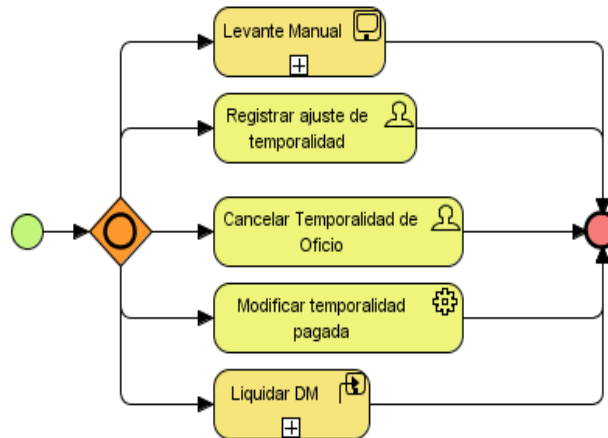 Levante Manual
Registrar ajuste de
temporalidad
Cancelar Temporalidad de
Oficio
Modificar temporalidad
pagada
Liquidar DM